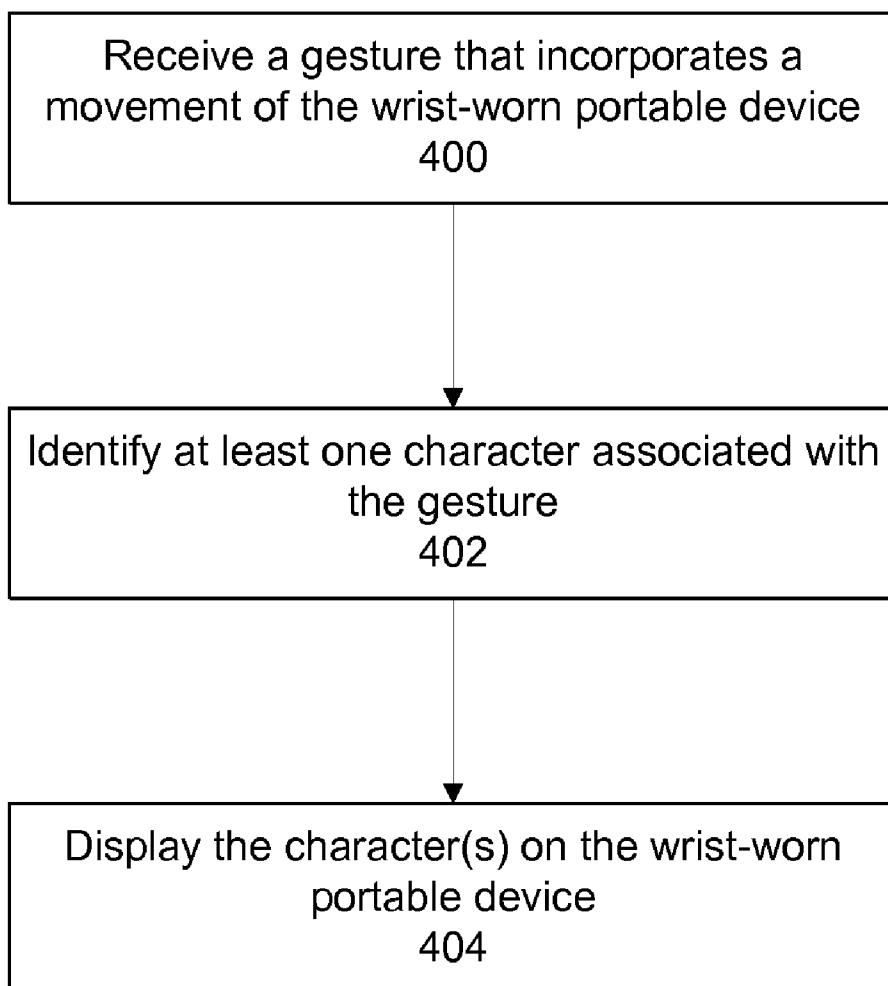 Receive a gesture that incorporates a
movement of the wrist-worn portable device
400
Identify at least one character associated with
the gesture
402
Display the character(s) on the wrist-worn
portable device
404